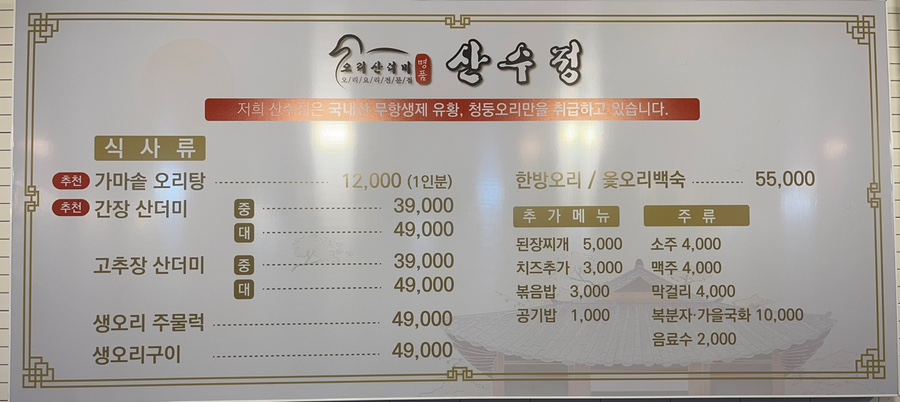 오리산더미 명품 산수정
오/리/요/리/전/문/점
저희 산수정은 국내산 무항생제 유황, 청둥오리만을 취급하고 있습니다.
식사류
추천 가마솥 오리탕 12,000 (1인분)
추천 간장 산더미 중 39,000
대 49,000
고추장 산더미 중 39,000
대 49,000
생오리 주물럭 49,000
생오리구이 49,000
한방오리 / 옻오리백숙 55,000
추가메뉴
된장찌개 5,000
치즈추가 3,000
볶음밥 3,000
공기밥 1,000
주류
소주 4,000
맥주 4,000
막걸리 4,000
복분자·가을국화 10,000
음료수 2,000